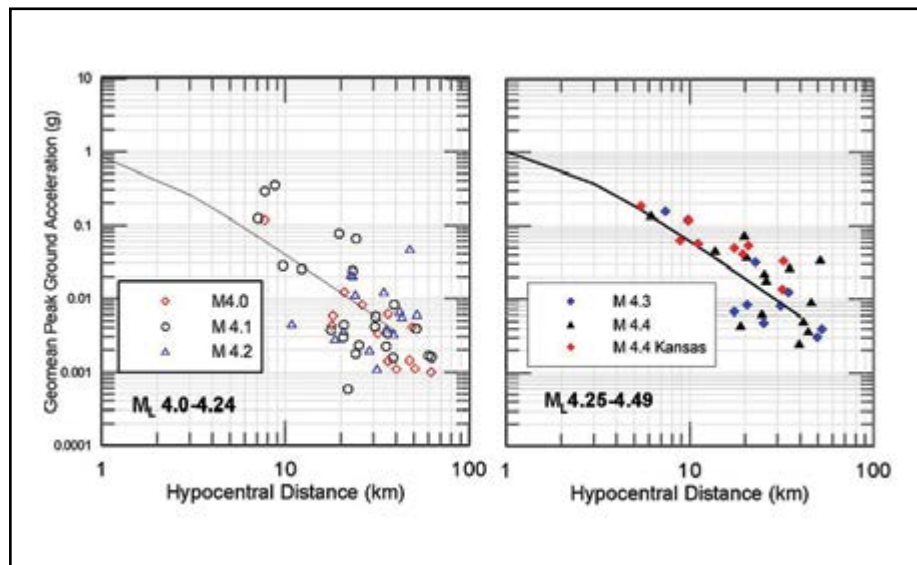 Geomean Peak Ground Acceleration (g)
10
1
0.1
0.01
0.001
0.0001
M4.0
M 4.1
M 4.2
M L 4.0-4.24
1
10
100
Hypocentral Distance (km)
M 4.3
M 4.4
M 4.4 Kansas
M L 4.25-4.49
1
10
100
Hypocentral Distance (km)